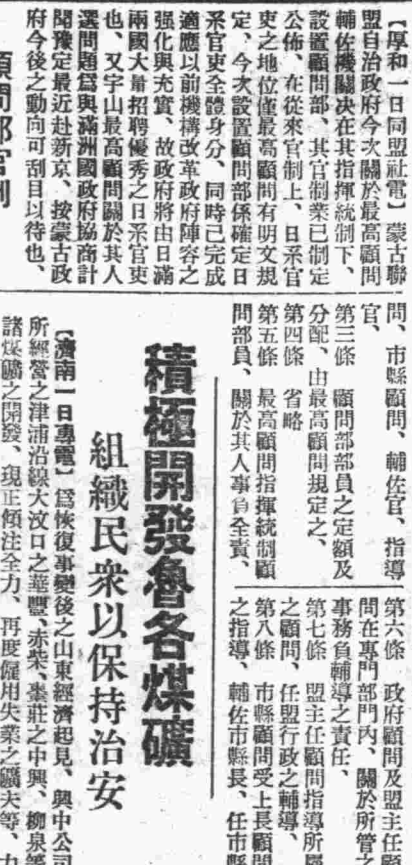 【厚和一日同盟社電】蒙古聯
盟自治政府今次關於最高顧問
輔佐機關決在其指揮統制下、
設置顧問部、其官制業已制定
公佈、在從來官制上、日系官
吏之地位僅最高顧問有明文規
定、今次設置顧問部係確定日
系官吏全體身分、同時已完成
適應以前機構改革政府陣容之
强化與充實、故政府將由日滿
兩國大量招聘優秀之日系官吏
也、又宇山最高顧問關於其人
選問題爲與滿洲國政府協商計
聞豫定最近赴新京、按蒙古政
府今後之動向可刮目以待也、
顧問部官制
問、市縣顧問、輔佐官、指導
官、
第三條　顧問部部員之定額及
分配、由最高顧問規定之、
第四條　省略
第五條　最高顧問指揮統制顧
問部員、關於其人事負全責、
第六條　政府顧問及盟主任顧
問在專門部門內、關於所管之
事務負輔導之責任、
第七條　盟主任顧問指導所屬
之顧問、任盟行政之輔導、
第八條　市縣顧問受上長顧問
之指導、輔佐市縣長、任市縣
積極開發魯各煤礦
組織民衆以保持治安
【濟南一日專電】爲恢復事變後之山東經濟起見、興中公司
所經營之津浦沿線大汶口之華豐、赤柴、棗莊之中興、柳泉等
諸煤礦之開發、現正傾注全力、再度僱用失業之礦夫等、力